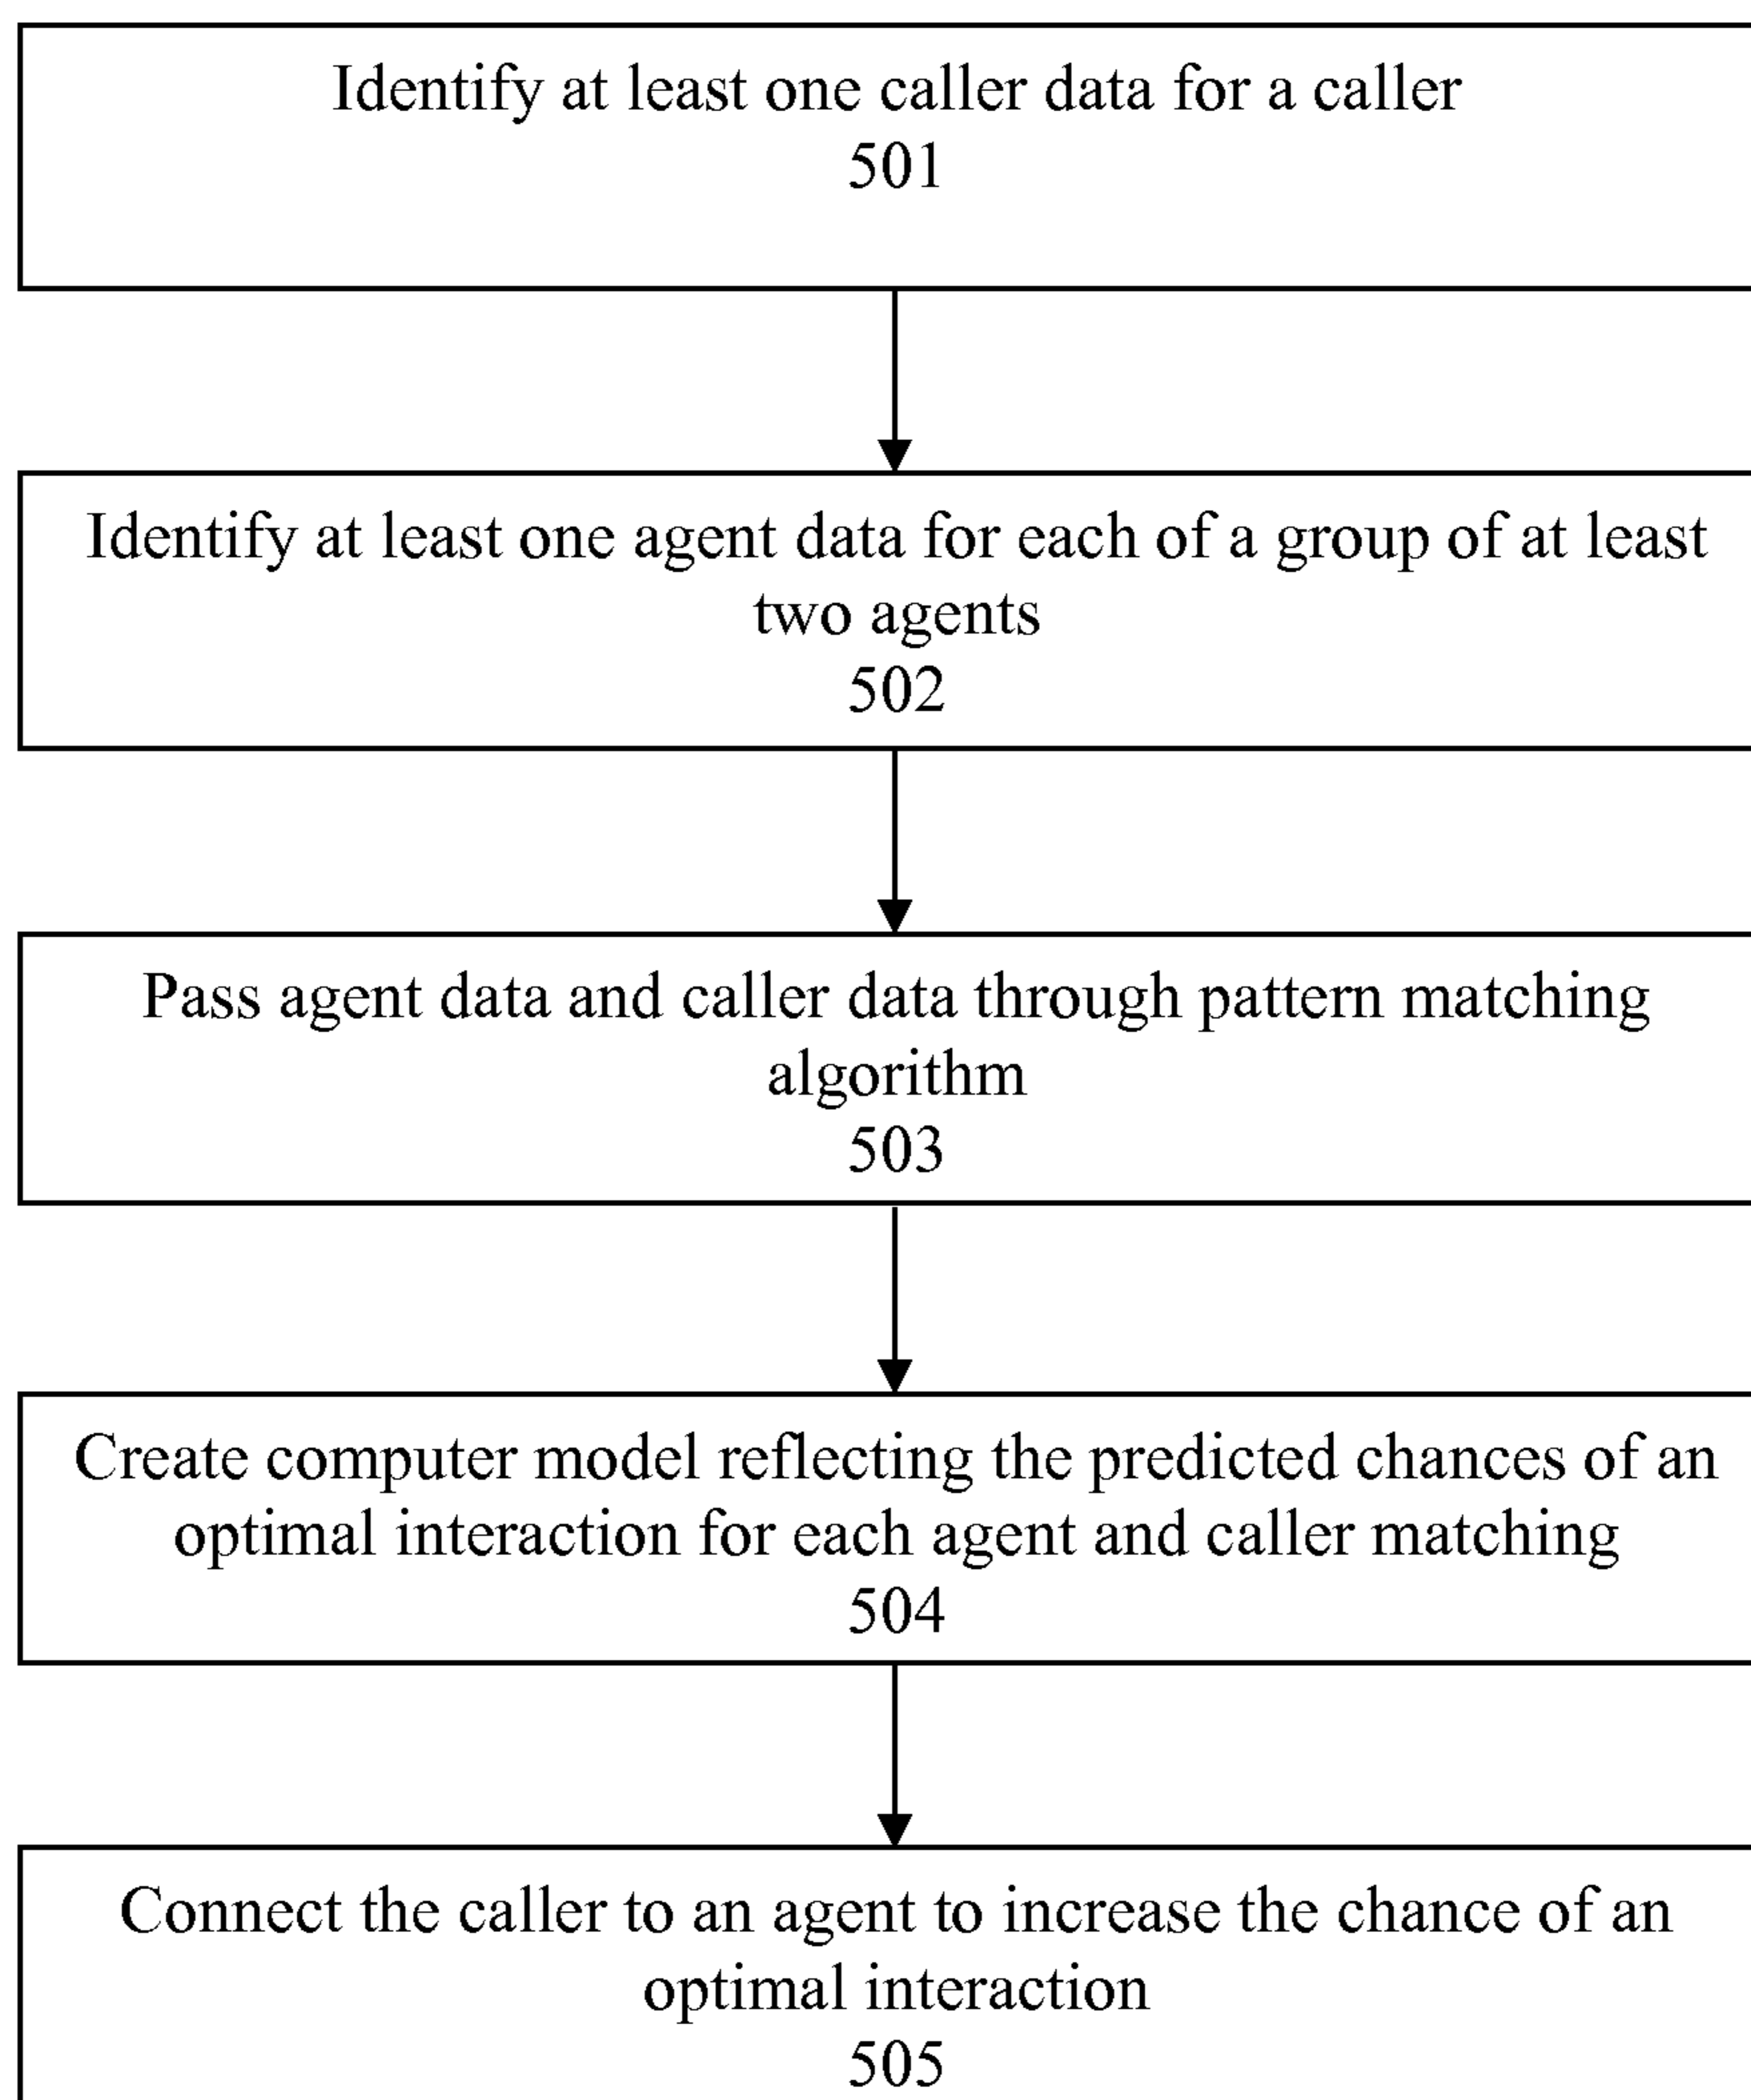 Identify at least one caller data for a caller
501
Identify at least one agent data for each of a group of at least
two agents
502
Pass agent data and caller data through pattern matching
algorithm
503
Create computer model reflecting the predicted chances of an
optimal interaction for each agent and caller matching
504
Connect the caller to an agent to increase the chance of an
optimal interaction
505